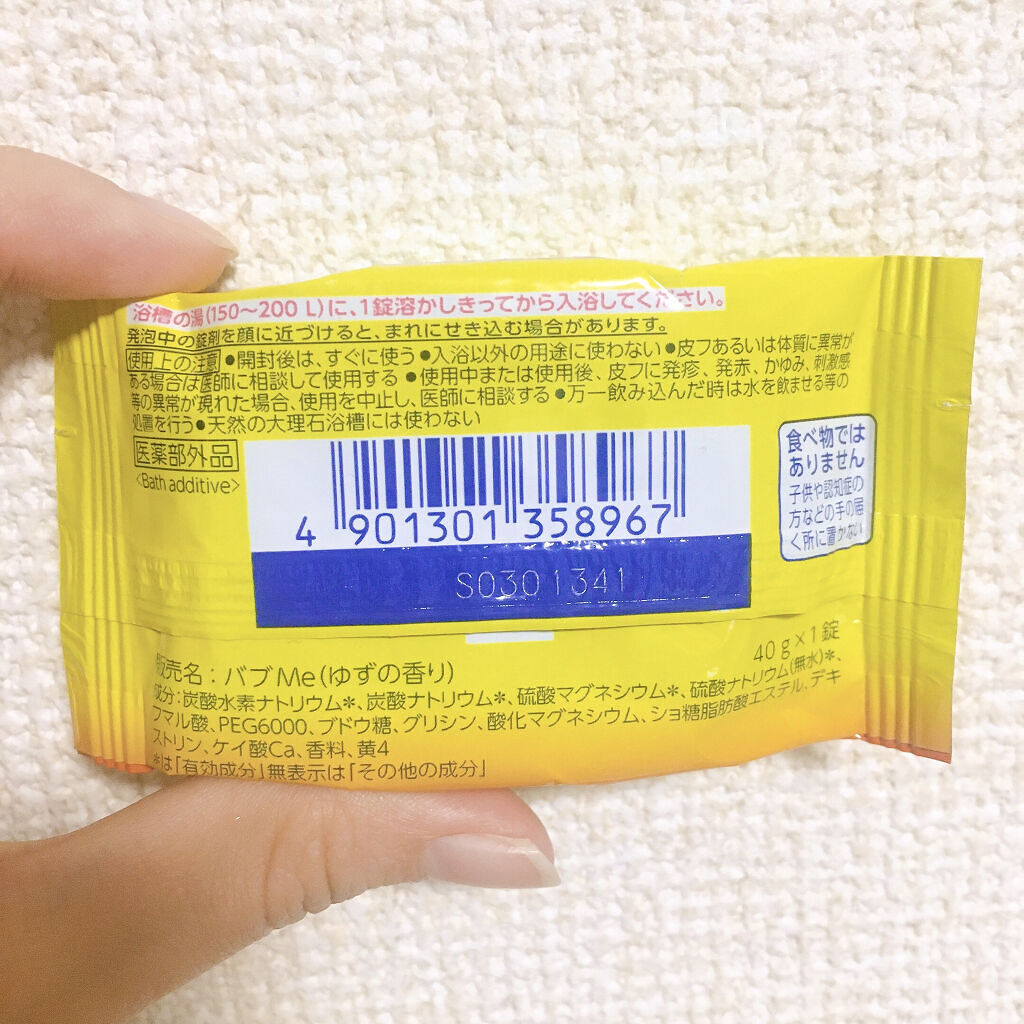 浴槽の湯(150～200 L)に、1錠溶かしきってから入浴してください。
発泡中の錠剤を顔に近づけると、まれにせき込む場合があります。
使用上の注意 ●開封後は、すぐに使う ●入浴以外の用途に使わない ●皮フあるいは体質に異常が
ある場合は医師に相談して使用する ●使用中または使用後、皮フに発疹、発赤、かゆみ、刺激感
等の異常が現れた場合、使用を中止し、医師に相談する ●万一飲み込んだ時は水を飲ませる等の
処置を行う ●天然の大理石浴槽には使わない
医薬部外品
<Bath additive>
4 901301 358967
S0301341
食べ物では
ありません
子供や認知症の
方などの手の届
く所に置かない
40g×1錠
販売名：バブMe(ゆずの香り)
成分：炭酸水素ナトリウム*、炭酸ナトリウム*、硫酸マグネシウム*、硫酸ナトリウム(無水)*、
フマル酸、PEG6000、ブドウ糖、グリシン、酸化マグネシウム、ショ糖脂肪酸エステル、デキ
ストリン、ケイ酸Ca、香料、黄4
*は「有効成分」無表示は「その他の成分」